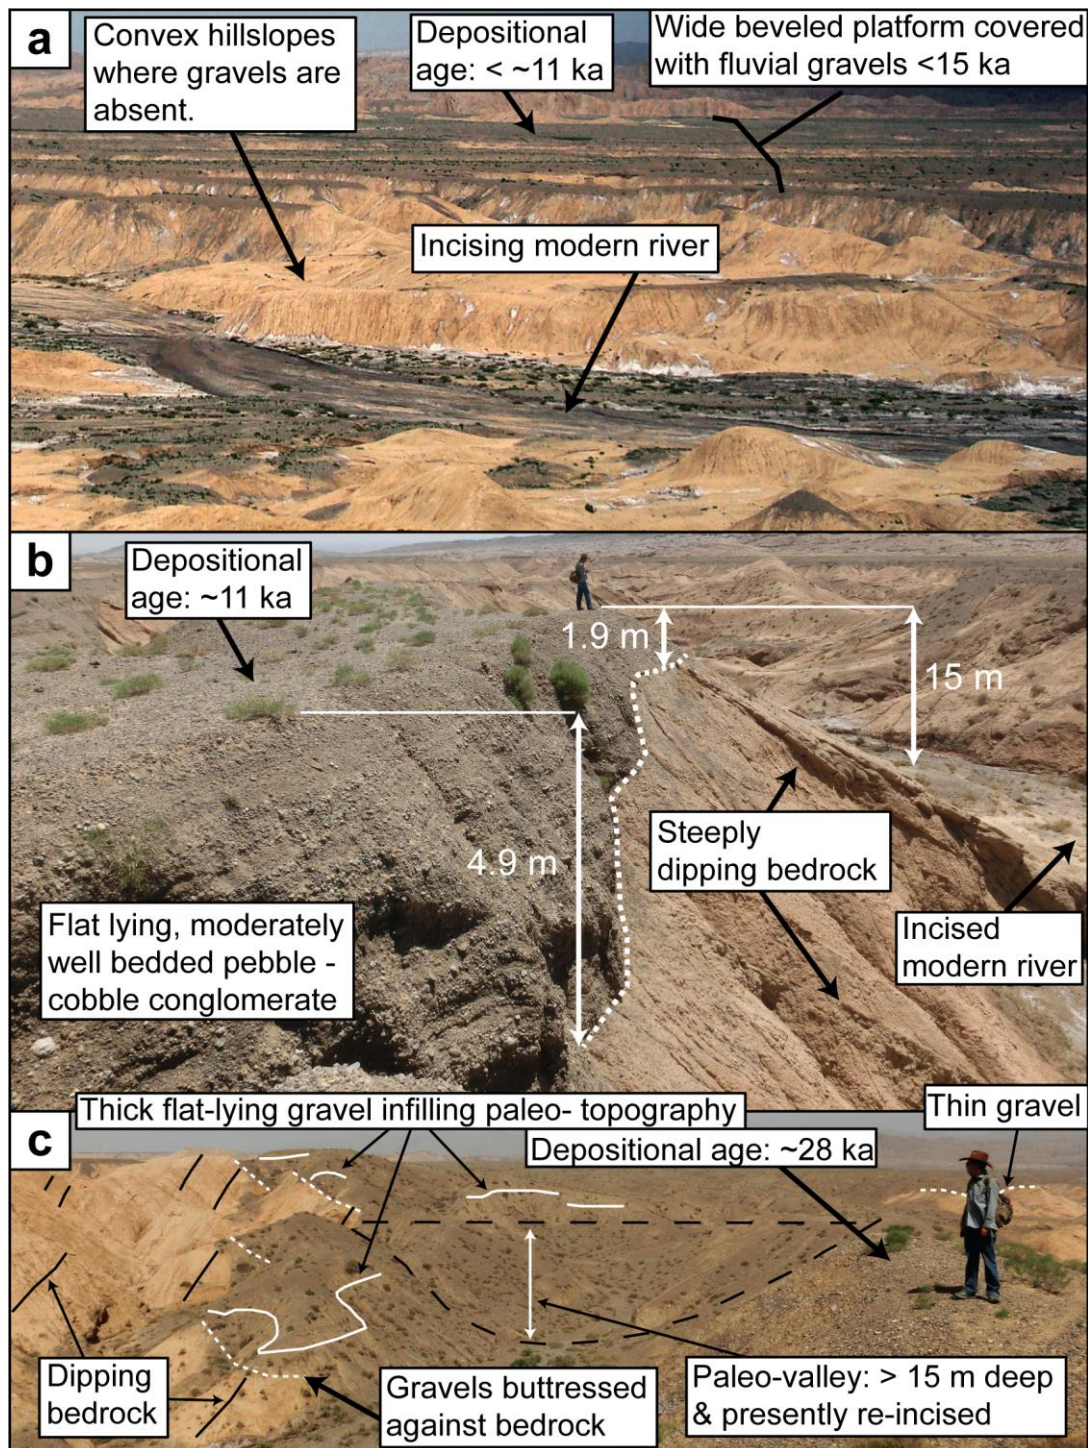 a
Convex hillslopes
where gravels are
absent.
Depositional
age: < ~11 ka
Wide beveled platform covered
with fluvial gravels <15 ka
Incising modern river
b
Depositional
age: ~11 ka
1.9 m
15 m
4.9 m
Steeply
dipping bedrock
Flat lying, moderately
well bedded pebble -
cobble conglomerate
Incised
modern river
c
Thick flat-lying gravel infilling paleo- topography
Thin gravel
Depositional age: ~28 ka
Dipping
bedrock
Gravels buttressed
against bedrock
Paleo-valley: > 15 m deep
& presently re-incised